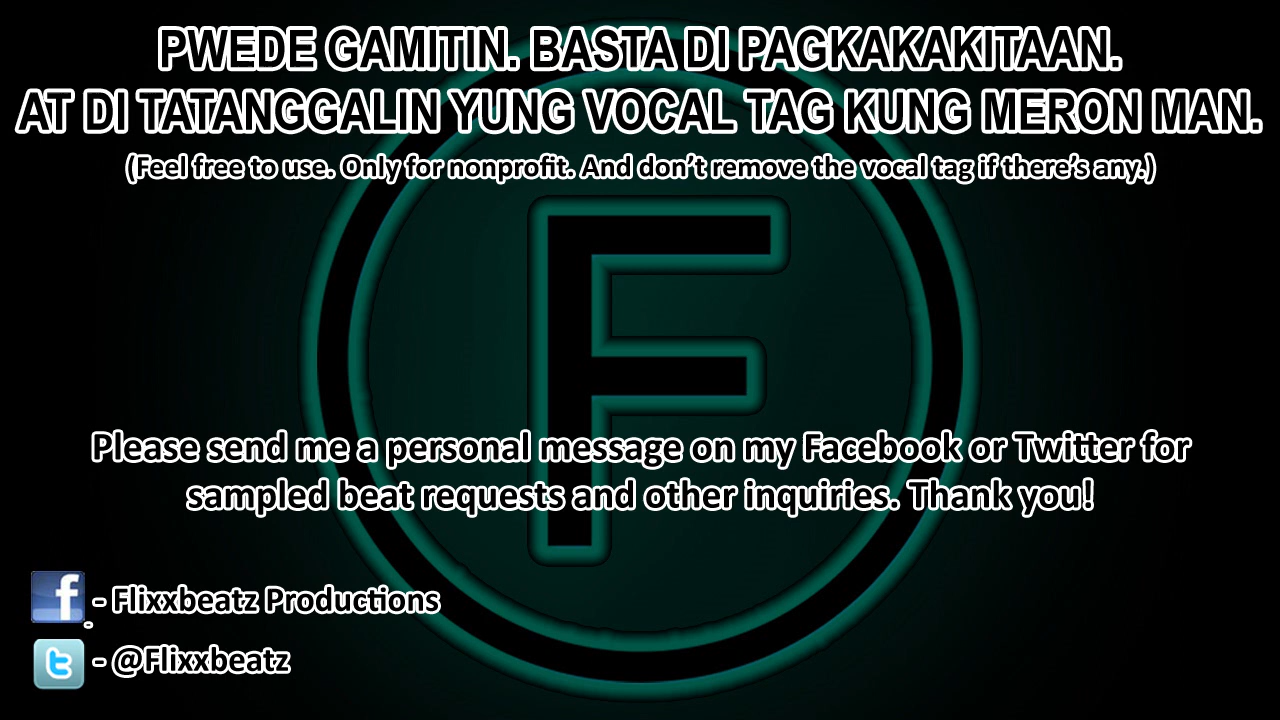 PWEDE GAMITIN. BASTA DI PAGKAKAKITAAN.
AT DI TATANGGALIN YUNG VOCAL TAG KUNG MERON MAN.
(Feel free to use. Only for nonprofit. And don't remove the vocal tag if there's any.)
F
Please send me a personal message on my Facebook or Twitter for
sampled beat requests and other inquiries. Thank you!
f - Flixxbeatz Productions
-
t - @Flixxbeatz